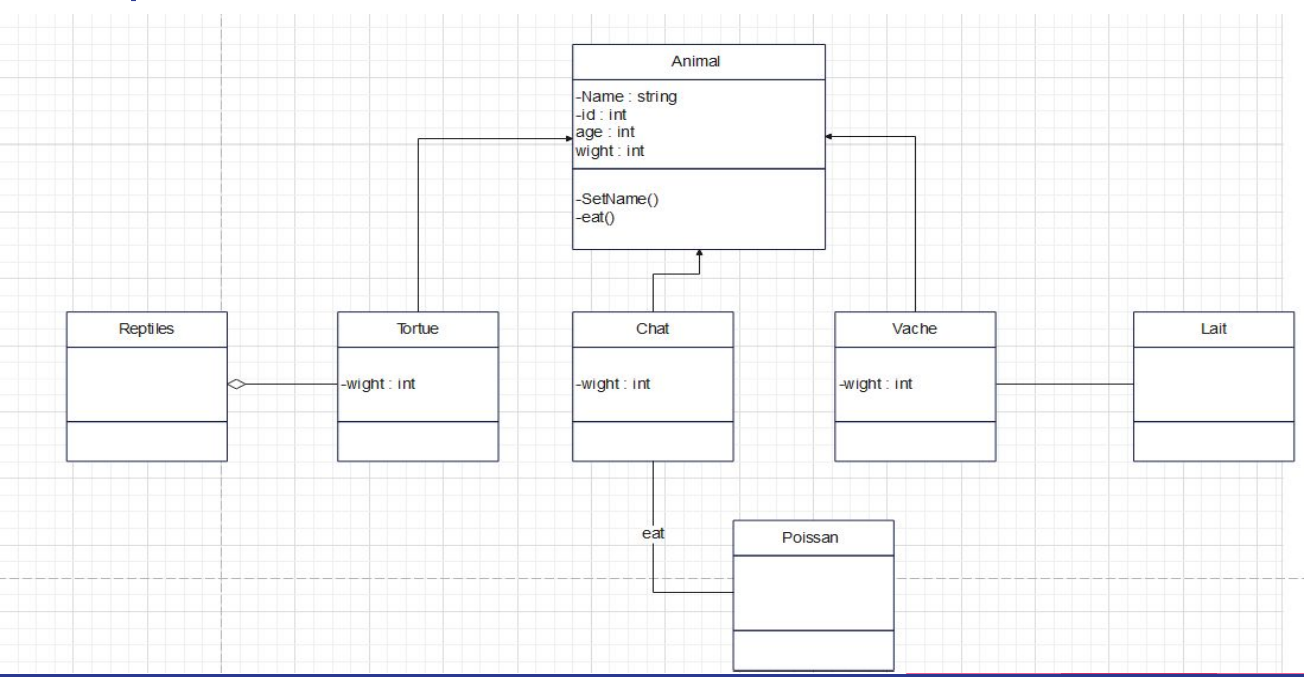 Animal
-Name : string
-id : int
age : int
wight : int
-SetName()
-eat()
Reptiles
Tortue
-wight : int
Chat
-wight : int
Vache
-wight : int
Lait
eat
Poissan